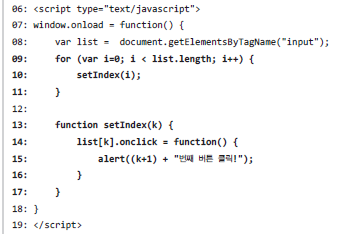 06: <script type="text/javascript">
07: window.onload = function() {
08:     var list =  document.getElementsByTagName("input");
09:     for (var i=0; i < list.length; i++) {
10:         setIndex(i);
11:     }
12:
13:     function setIndex(k) {
14:         list[k].onclick = function() {
15:             alert((k+1) + "번째 버튼 클릭!");
16:         }
17:     }
18: }
19: </script>